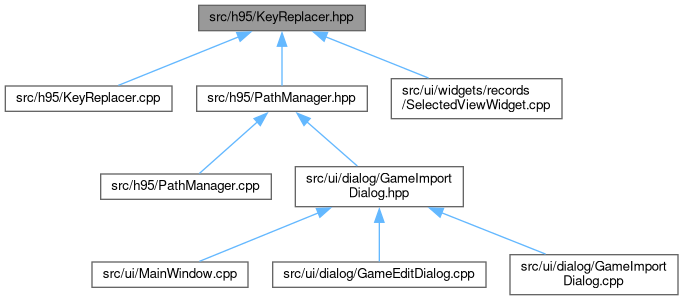 src/h95/KeyReplacer.hpp
src/h95/KeyReplacer.cpp
src/h95/PathManager.hpp
src/ui/widgets/records
/SelectedViewWidget.cpp
src/h95/PathManager.cpp
src/ui/dialog/GameImport
Dialog.hpp
src/ui/MainWindow.cpp
src/ui/dialog/GameEditDialog.cpp
src/ui/dialog/GameImport
Dialog.cpp